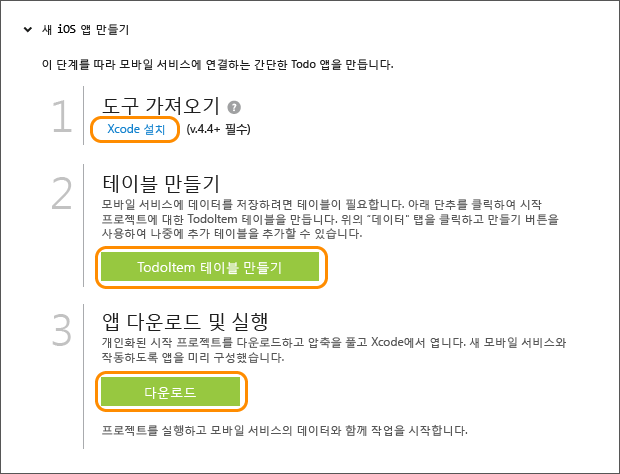 새 iOS 앱 만들기
이 단계를 따라 모바일 서비스에 연결하는 간단한 Todo 앱을 만듭니다.
1 도구 가져오기 ?
Xcode 설치 (v.4.4+ 필수)
2 테이블 만들기
모바일 서비스에 데이터를 저장하려면 테이블이 필요합니다. 아래 단추를 클릭하여 시작
프로젝트에 대한 TodoItem 테이블을 만듭니다. 위의 "데이터" 탭을 클릭하고 만들기 버튼을
사용하여 나중에 추가 테이블을 추가할 수 있습니다.
TodoItem 테이블 만들기
3 앱 다운로드 및 실행
개인화된 시작 프로젝트를 다운로드하고 압축을 풀고 Xcode에서 엽니다. 새 모바일 서비스와
작동하도록 앱을 미리 구성했습니다.
다운로드
프로젝트를 실행하고 모바일 서비스의 데이터와 함께 작업을 시작합니다.